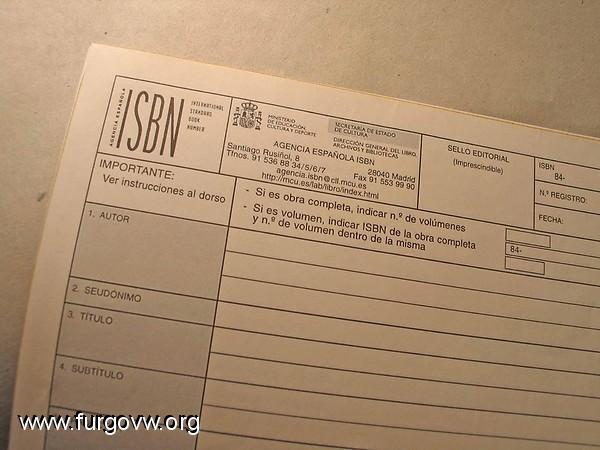 AGENCIA ESPAÑOLA
ISBN
INTERNATIONAL
STANDARD
BOOK
NUMBER
MINISTERIO
DE EDUCACIÓN,
CULTURA Y DEPORTE
SECRETARÍA DE ESTADO
DE CULTURA
DIRECCIÓN GENERAL DEL LIBRO,
ARCHIVOS Y BIBLIOTECAS
AGENCIA ESPAÑOLA ISBN
Santiago Rusiñol, 8 28040 Madrid
Tfnos. 91 536 88 34/5/6/7 Fax 91 553 99 90
agencia.isbn@cll.mcu.es
http://mcu.es/lab/libro/index.html
SELLO EDITORIAL
(Imprescindible)
ISBN
84-
N.º REGISTRO:
FECHA:
IMPORTANTE:
Ver instrucciones al dorso
- Si es obra completa, indicar n.º de volúmenes
- Si es volumen, indicar ISBN de la obra completa
y n.º de volumen dentro de la misma
84-
1. AUTOR
2. SEUDÓNIMO
3. TÍTULO
4. SUBTÍTULO
www.furgovw.org